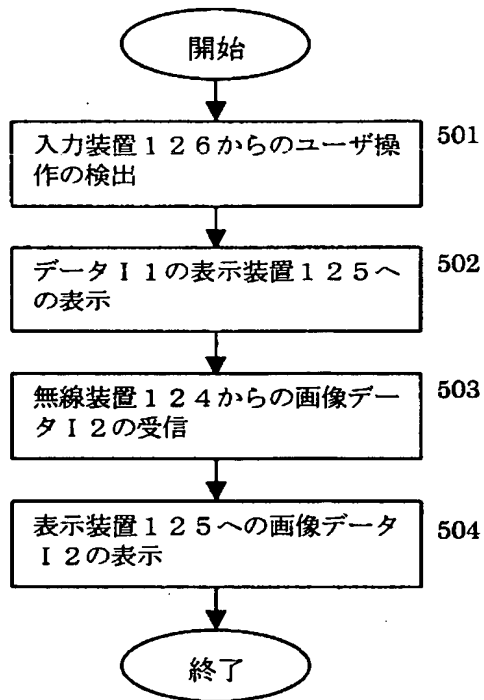 開始
入力装置１２６からのユーザ操
作の検出
501
データＩ１の表示装置１２５へ
の表示
502
無線装置１２４からの画像デー
タＩ２の受信
503
表示装置１２５への画像データ
Ｉ２の表示
504
終了